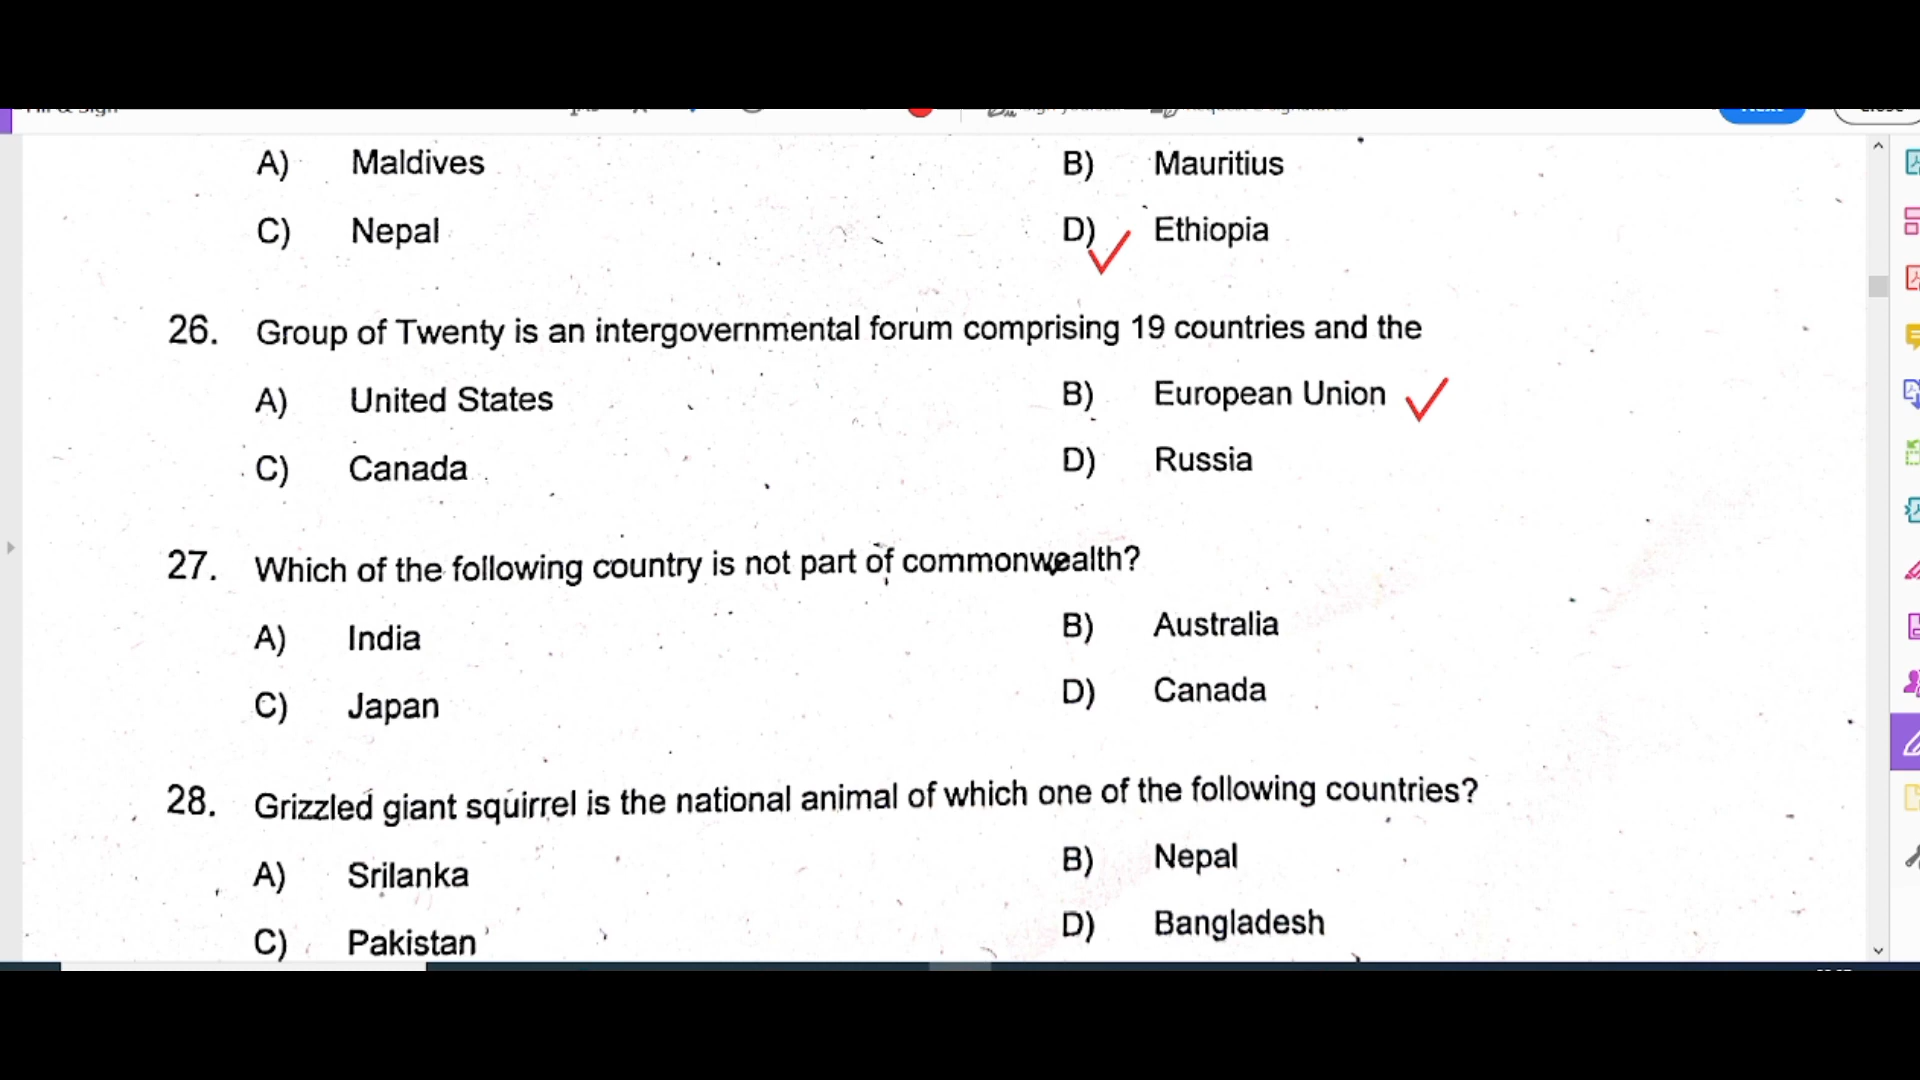 A) Maldives B) Mauritius
C) Nepal D) Ethiopia
26. Group of Twenty is an intergovernmental forum comprising 19 countries and the
A) United States B) European Union
C) Canada D) Russia
27. Which of the following country is not part of commonwealth?
A) India B) Australia
C) Japan D) Canada
28. Grizzled giant squirrel is the national animal of which one of the following countries?
A) Srilanka B) Nepal
C) Pakistan D) Bangladesh